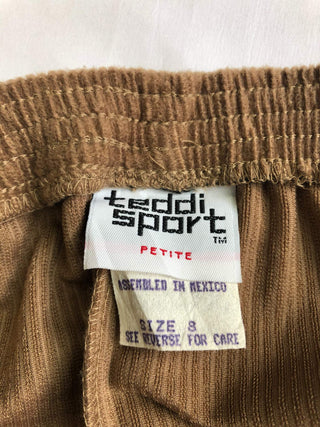 teddi
sport
TM
PETITE
ASSEMBLED IN MEXICO
SIZE 8
SEE REVERSE FOR CARE